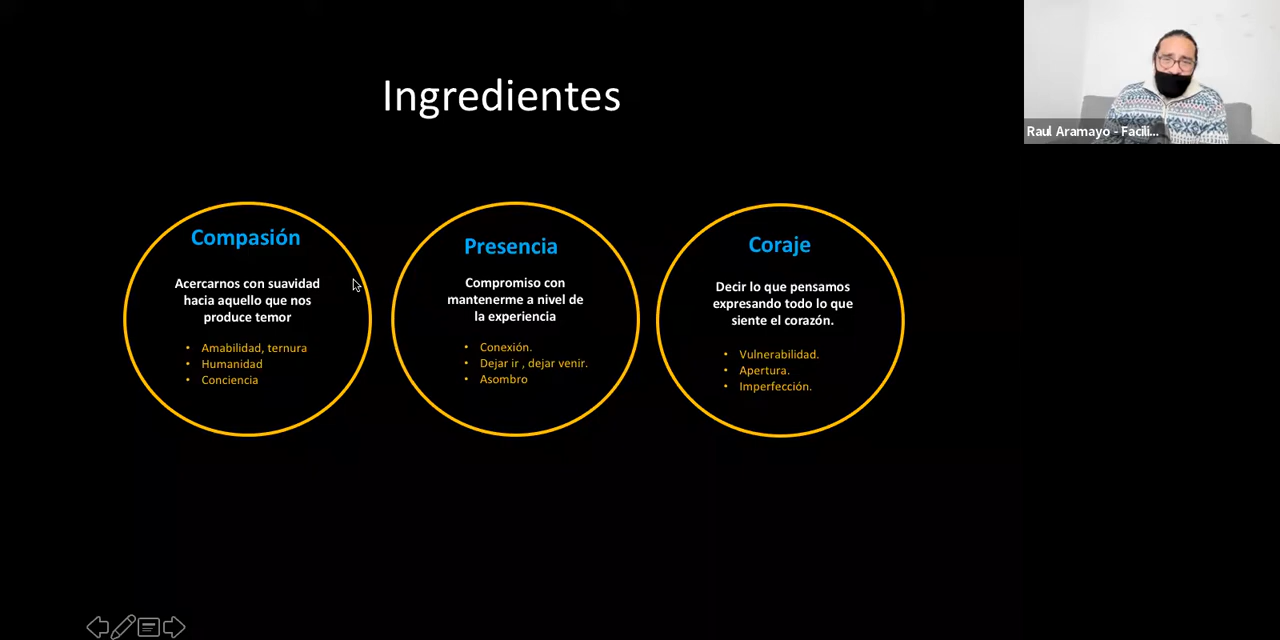 Ingredientes
Raul Aramayo - Facili...
Compasión
Acercarnos con suavidad
hacia aquello que nos
produce temor
• Amabilidad, ternura
• Humanidad
• Conciencia
Presencia
Compromiso con
mantenerme a nivel de
la experiencia
• Conexión.
• Dejar ir , dejar venir.
• Asombro
Coraje
Decir lo que pensamos
expresando todo lo que
siente el corazón.
• Vulnerabilidad.
• Apertura.
• Imperfección.